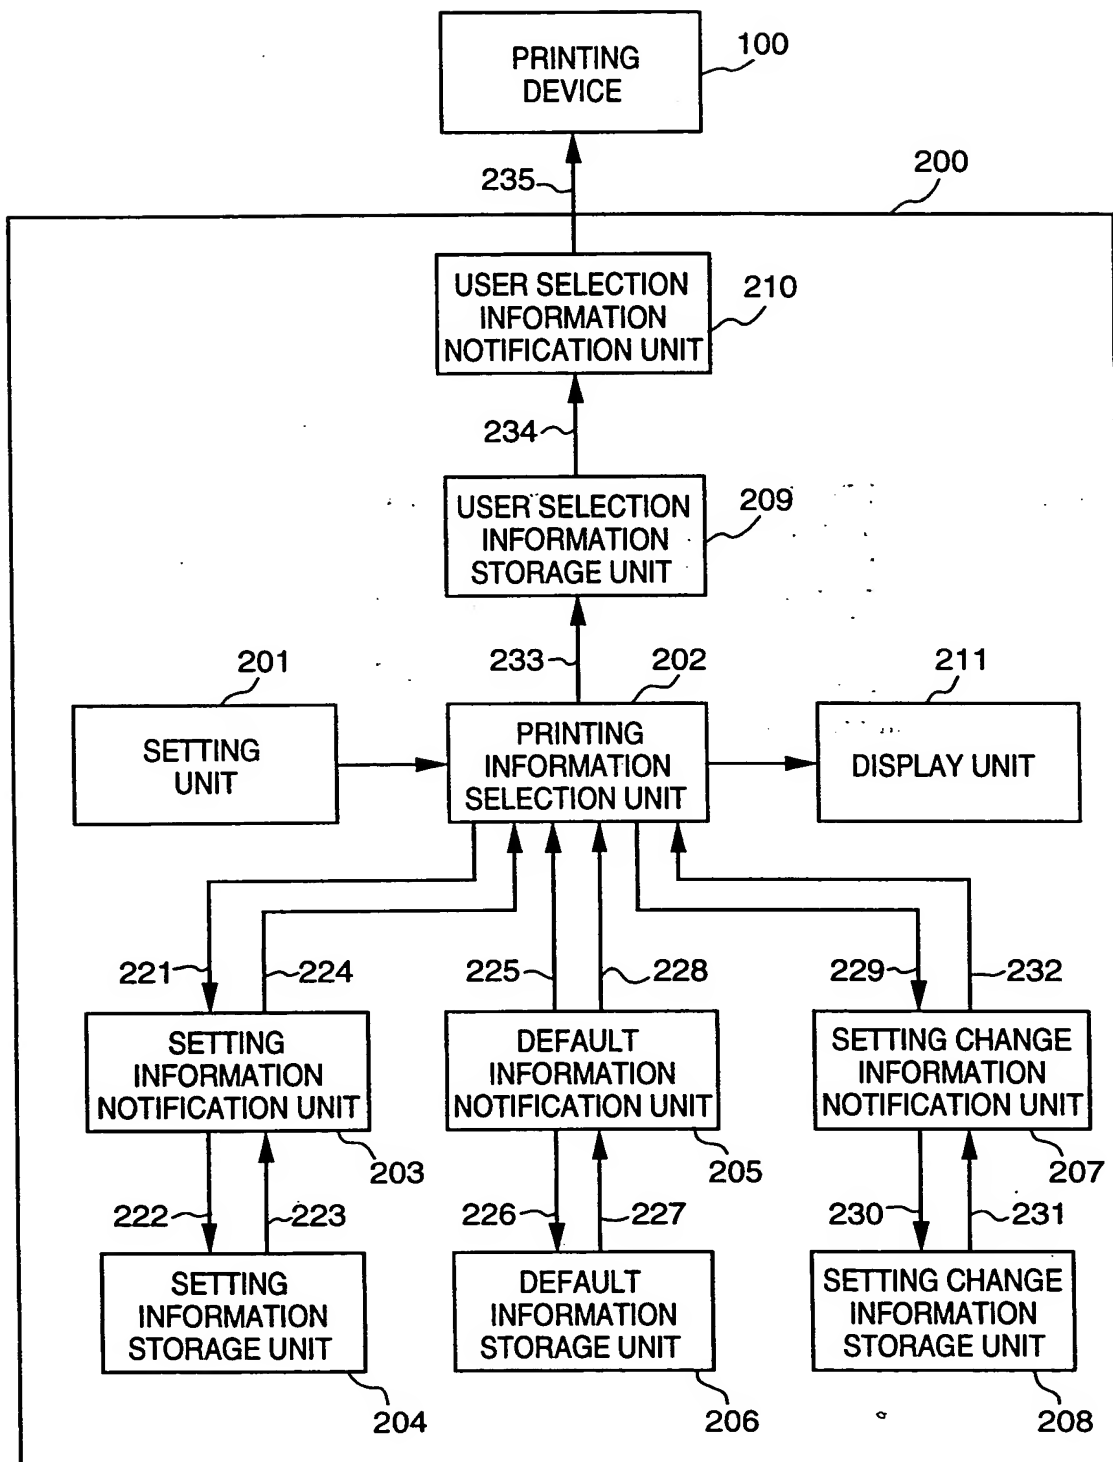 PRINTING
DEVICE
100
235
200
USER SELECTION
INFORMATION
NOTIFICATION UNIT
210
234
USER SELECTION
INFORMATION
STORAGE UNIT
209
233
201
202
211
SETTING
UNIT
PRINTING
INFORMATION
SELECTION UNIT
DISPLAY UNIT
221
224
225
228
229
232
SETTING
INFORMATION
NOTIFICATION UNIT
DEFAULT
INFORMATION
NOTIFICATION UNIT
SETTING CHANGE
INFORMATION
NOTIFICATION UNIT
203
205
207
222
223
226
227
230
231
SETTING
INFORMATION
STORAGE UNIT
DEFAULT
INFORMATION
STORAGE UNIT
SETTING CHANGE
INFORMATION
STORAGE UNIT
204
206
208